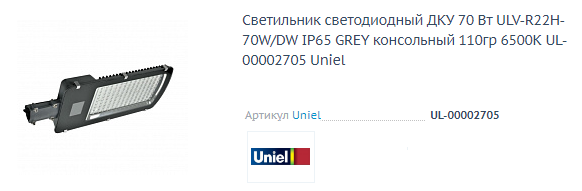 Светильник светодиодный ДКУ 70 Вт ULV-R22H-
70W/DW IP65 GREY консольный 110гр 6500К UL-
00002705 Uniel
Артикул Uniel UL-00002705
Uniel